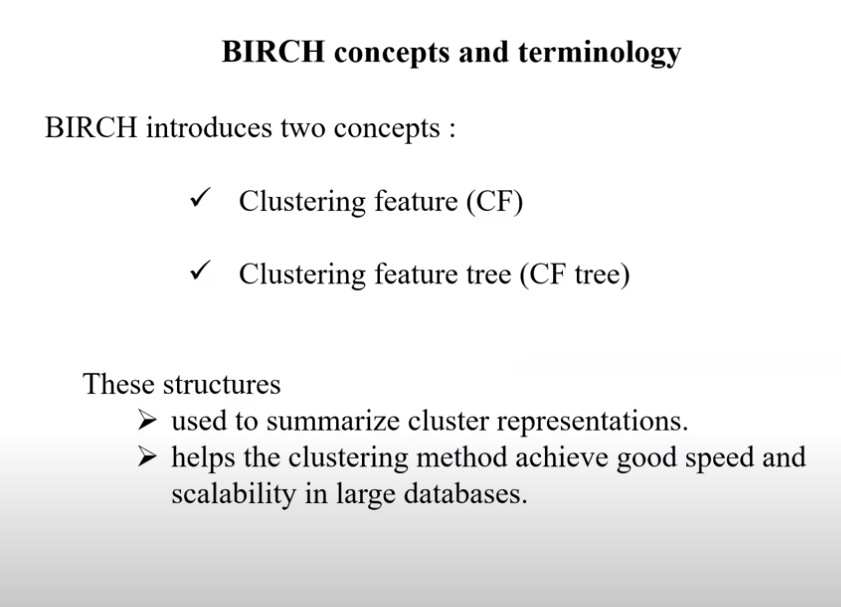 BIRCH concepts and terminology
BIRCH introduces two concepts :
✓ Clustering feature (CF)
✓ Clustering feature tree (CF tree)
These structures
➢ used to summarize cluster representations.
➢ helps the clustering method achieve good speed and
scalability in large databases.